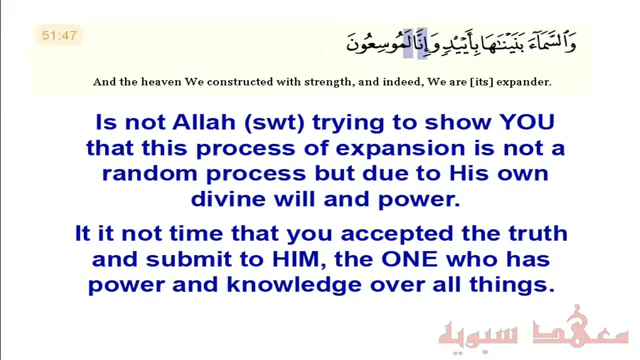 51:47
وَٱلسَّمَآءَ بَنَيْنَـٰهَا بِأَيْي۟دٍ وَإِنَّا لَمُوسِعُونَ
And the heaven We constructed with strength, and indeed, We are [its] expander.
Is not Allah (swt) trying to show YOU
that this process of expansion is not a
random process but due to His own
divine will and power.
It it not time that you accepted the truth
and submit to HIM, the ONE who has
power and knowledge over all things.
معهد سيبويه